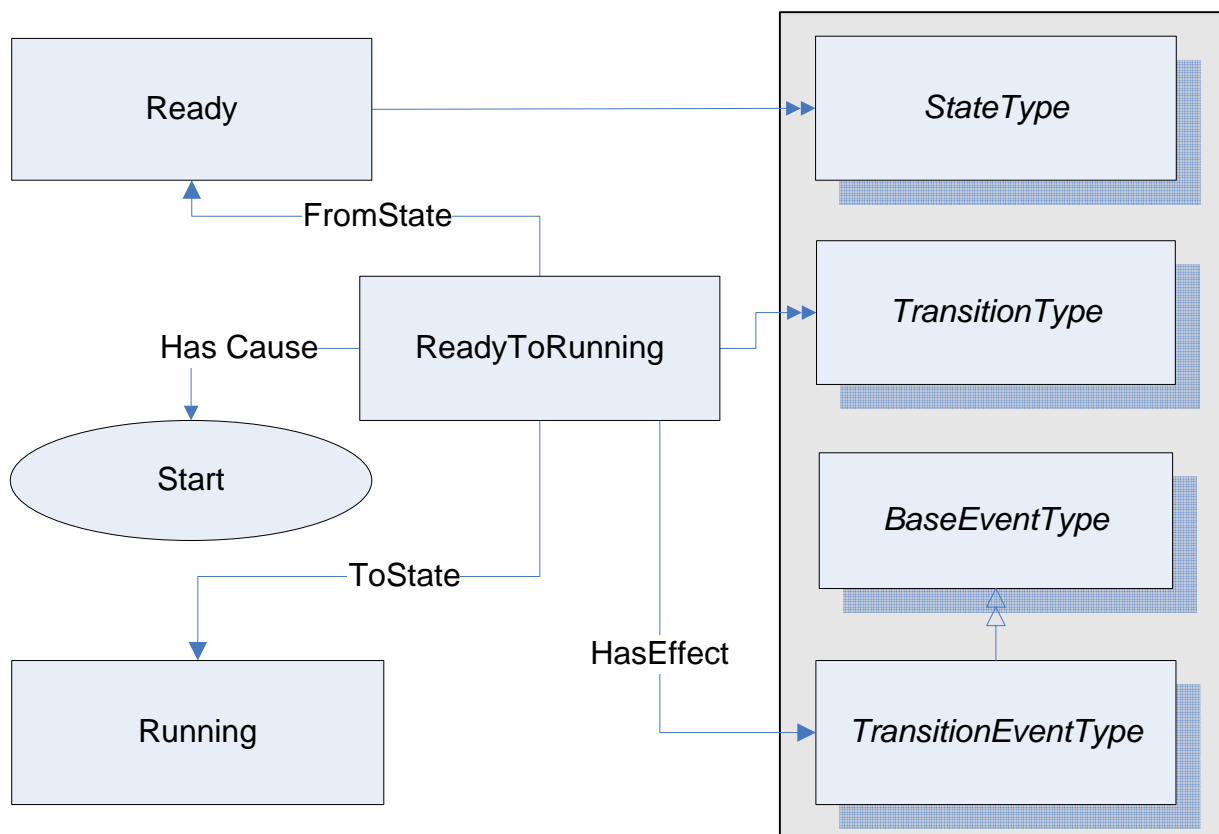 Ready
StateType
FromState
TransitionType
Has Cause
ReadyToRunning
Start
BaseEventType
ToState
HasEffect
Running
TransitionEventType